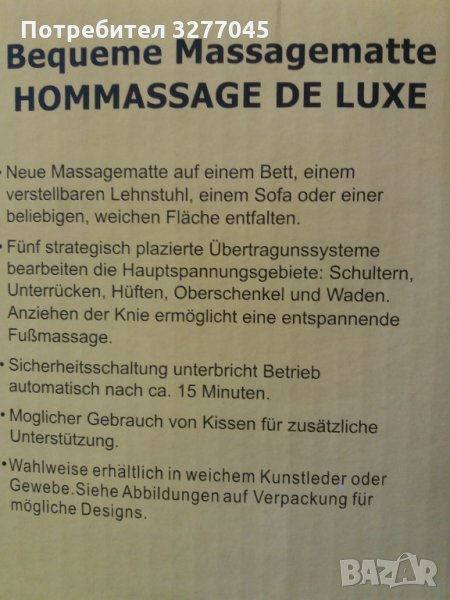 Потребител 3277045
Bequeme Massagematte
HOMMASSAGE DE LUXE
• Neue Massagematte auf einem Bett, einem
verstellbaren Lehnstuhl, einem Sofa oder einer
beliebigen, weichen Fläche entfalten.
• Fünf strategisch plazierte Übertragunssysteme
bearbeiten die Hauptspannungsgebiete: Schultern,
Unterrücken, Hüften, Oberschenkel und Waden.
Anziehen der Knie ermöglicht eine entspannende
Fußmassage.
• Sicherheitsschaltung unterbricht Betrieb
automatisch nach ca. 15 Minuten.
• Moglicher Gebrauch von Kissen für zusätzliche
Unterstützung.
• Wahlweise erhältlich in weichem Kunstleder oder
Gewebe.Siehe Abbildungen auf Verpackung für
mögliche Designs.
BAZAR